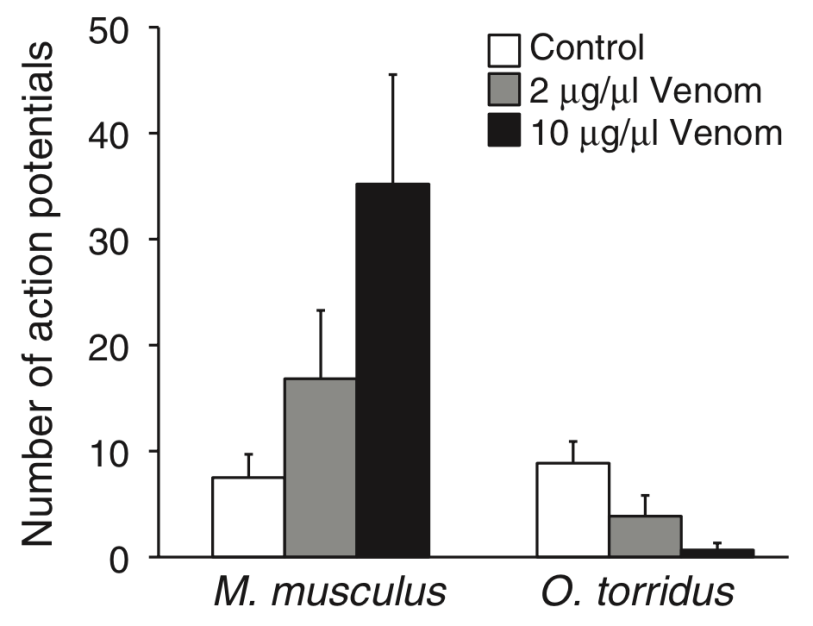 50
40
30
20
10
0
Number of action potentials
Control
2 μg/μl Venom
10 μg/μl Venom
M. musculus
O. torridus